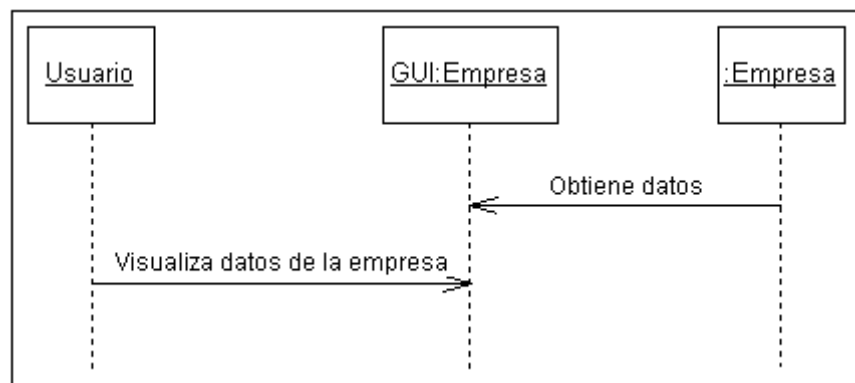 Usuario
GUI:Empresa
:Empresa
Obtiene datos
Visualiza datos de la empresa